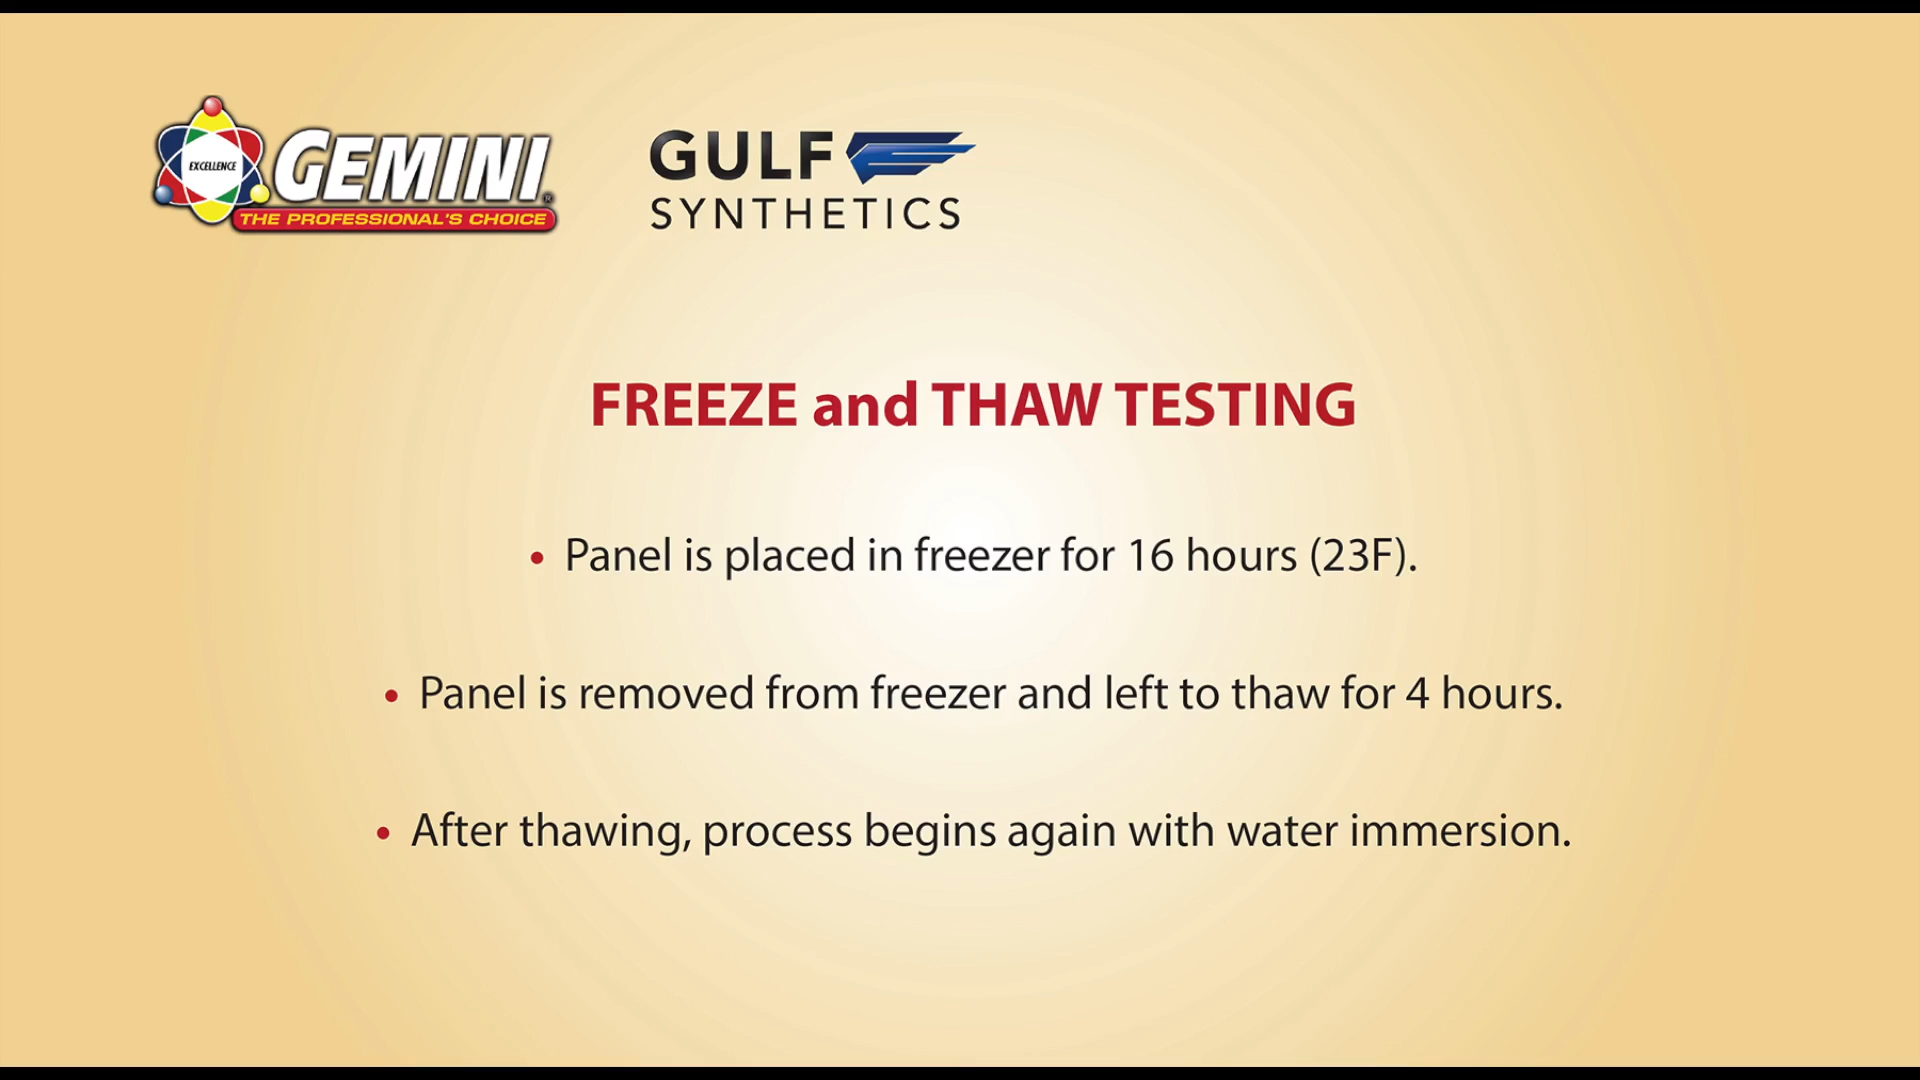 EXCELLENCE
GEMINI®
THE PROFESSIONAL'S CHOICE
GULF
SYNTHETICS
FREEZE and THAW TESTING
• Panel is placed in freezer for 16 hours (23F).
• Panel is removed from freezer and left to thaw for 4 hours.
• After thawing, process begins again with water immersion.